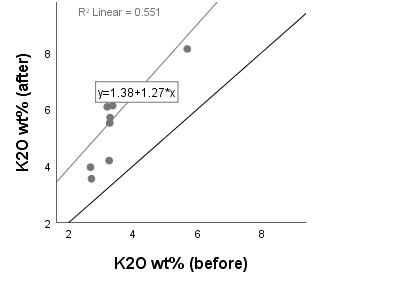 R² Linear = 0.551
8
y=1.38+1.27*x
6
4
2
K2O wt% (after)
2 4 6 8
K2O wt% (before)